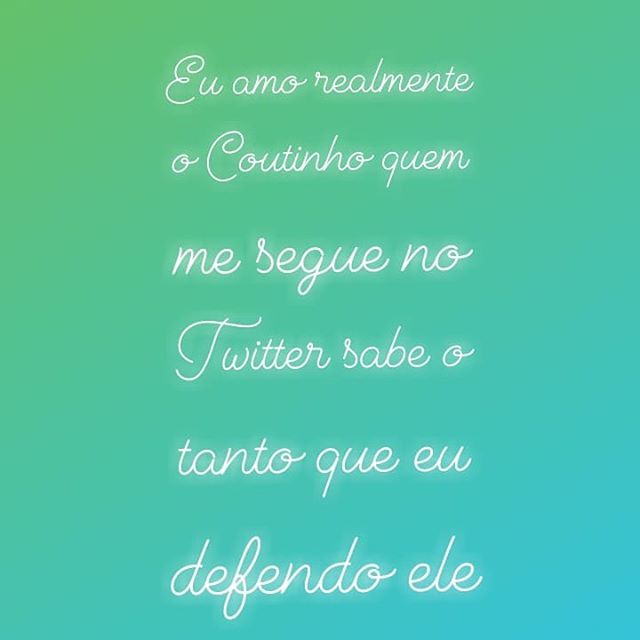 Eu amo realmente
o Coutinho quem
me segue no
Twitter sabe o
tanto que eu
defendo ele